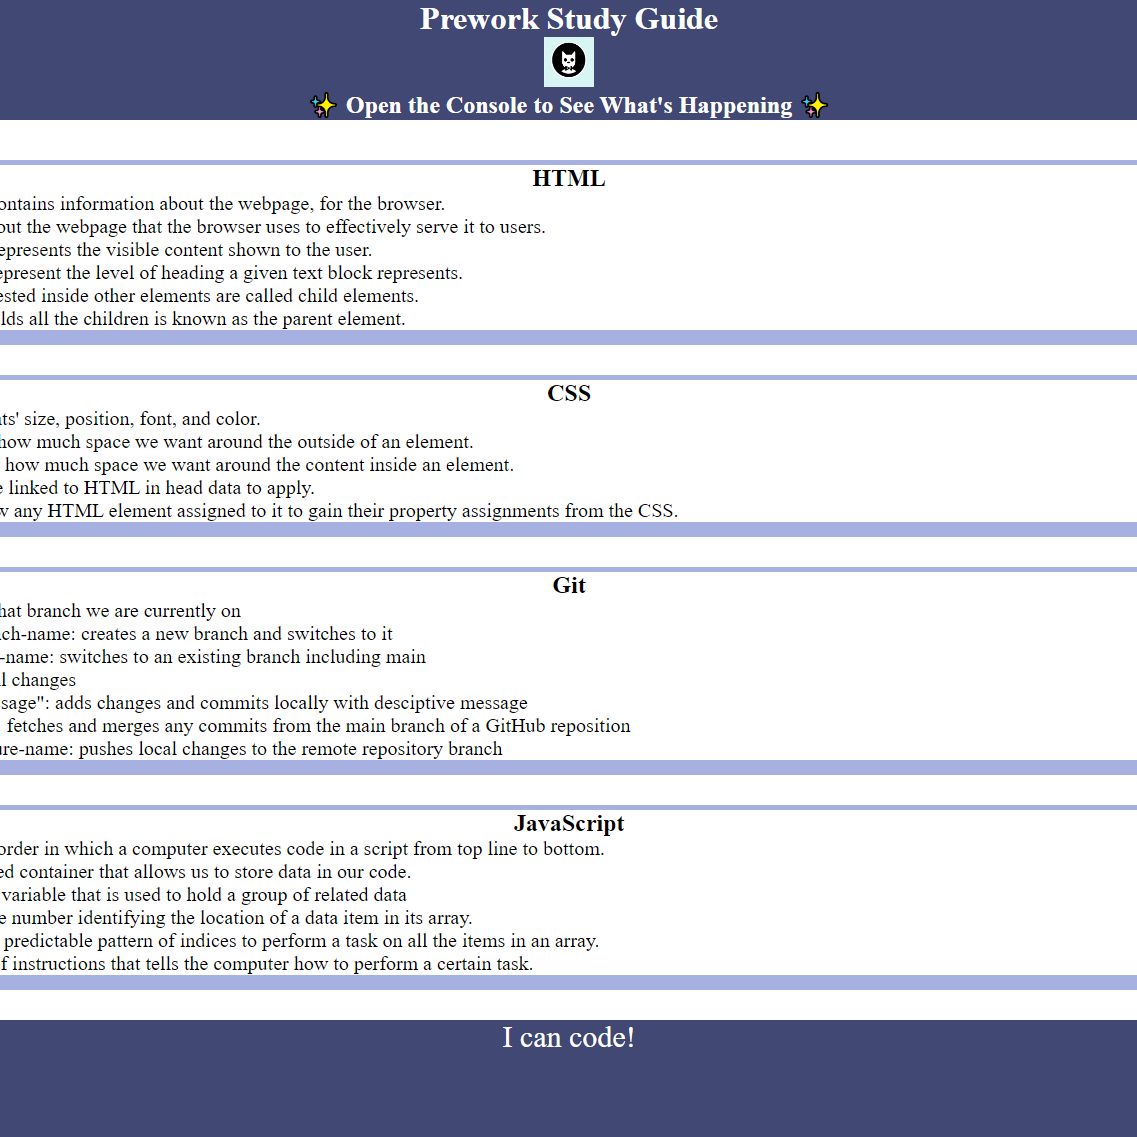 Prework Study Guide
✨ Open the Console to See What's Happening ✨
HTML
ontains information about the webpage, for the browser.
out the webpage that the browser uses to effectively serve it to users.
epresents the visible content shown to the user.
epresent the level of heading a given text block represents.
ested inside other elements are called child elements.
lds all the children is known as the parent element.
CSS
ts' size, position, font, and color.
how much space we want around the outside of an element.
how much space we want around the content inside an element.
e linked to HTML in head data to apply.
w any HTML element assigned to it to gain their property assignments from the CSS.
Git
hat branch we are currently on
ch-name: creates a new branch and switches to it
-name: switches to an existing branch including main
l changes
sage": adds changes and commits locally with desciptive message
fetches and merges any commits from the main branch of a GitHub reposition
ure-name: pushes local changes to the remote repository branch
JavaScript
order in which a computer executes code in a script from top line to bottom.
ed container that allows us to store data in our code.
variable that is used to hold a group of related data
e number identifying the location of a data item in its array.
predictable pattern of indices to perform a task on all the items in an array.
f instructions that tells the computer how to perform a certain task.
I can code!